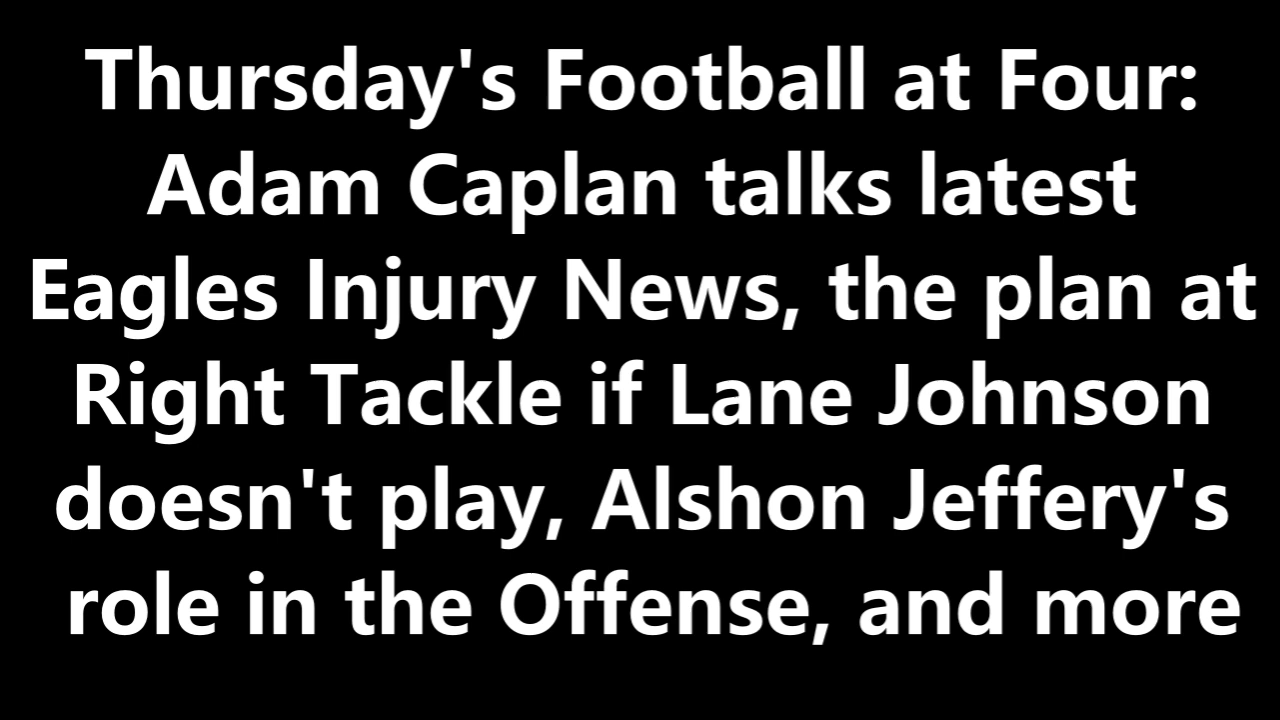 Thursday's Football at Four:
Adam Caplan talks latest
Eagles Injury News, the plan at
Right Tackle if Lane Johnson
doesn't play, Alshon Jeffery's
role in the Offense, and more